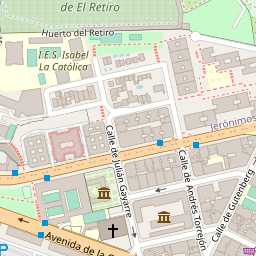 de El Retiro
Huerto del Retiro
I.E.S. Isabel
La Católica
Jerónimos
Calle de Julián Gayarre
Calle de Andrés Torrejón
Calle de Gutenberg
Avenida de la C